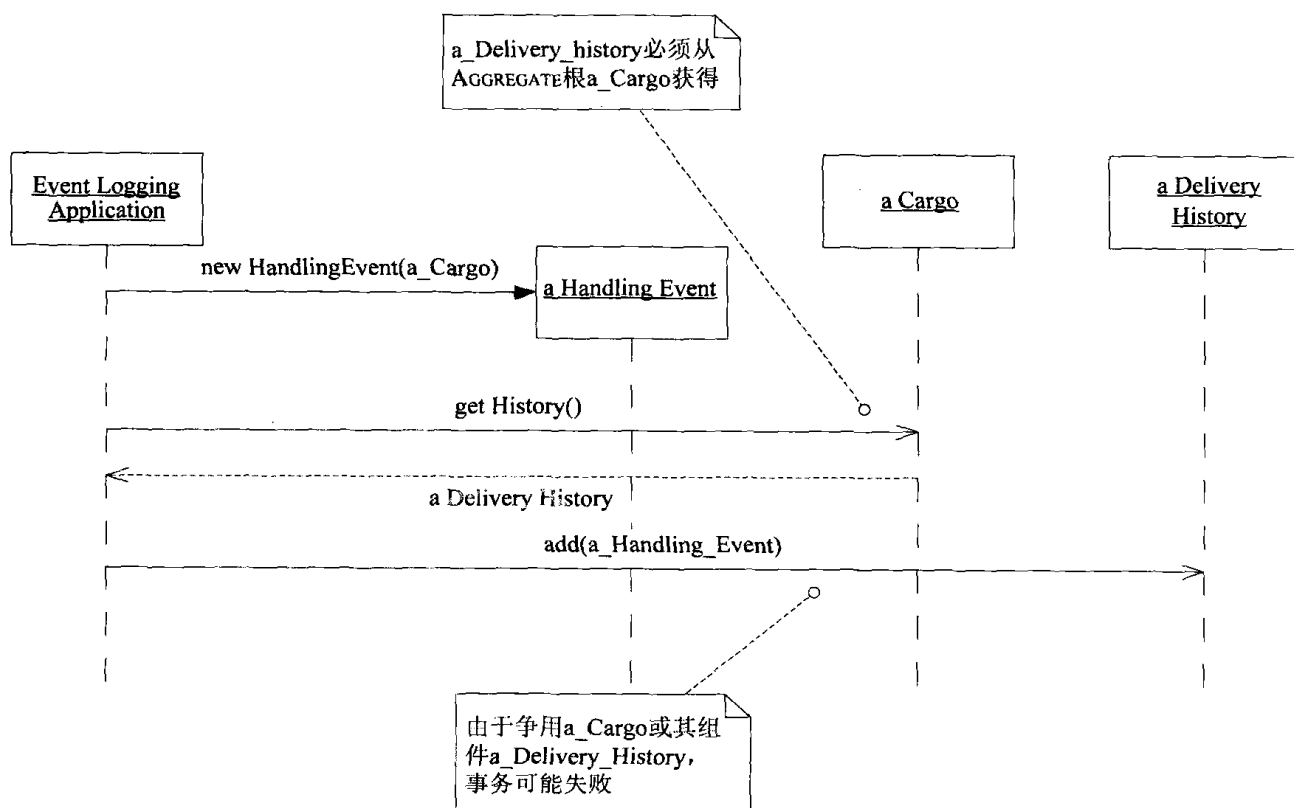 a_Delivery_history必须从
AGGREGATE根a_Cargo获得
Event Logging
Application
a Cargo
a Delivery
History
new HandlingEvent(a_Cargo)
a Handling Event
get History()
a Delivery History
add(a_Handling_Event)
由于争用a_Cargo或其组
件a_Delivery_History，
事务可能失败